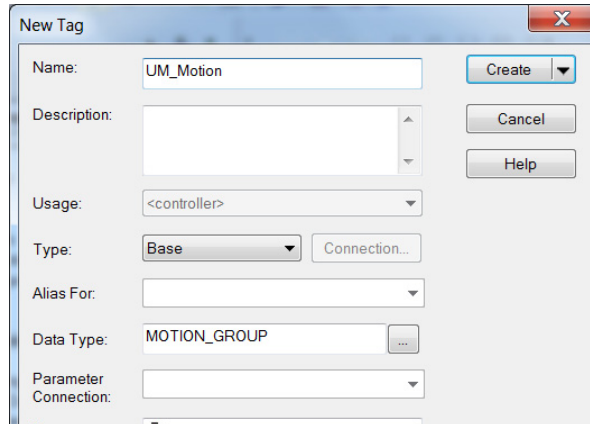 New Tag
Name:
UM_Motion
Create
Description:
Cancel
Help
Usage:
<controller>
Type:
Base
Connection...
Alias For:
Data Type:
MOTION_GROUP
...
Parameter
Connection: